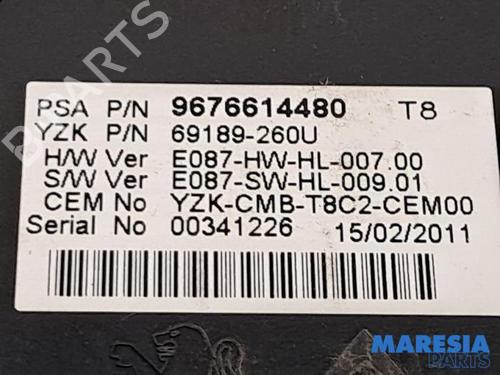 PSA P/N 9676614480 T8
YZK P/N 69189-260U
H/W Ver E087-HW-HL-007.00
S/W Ver E087-SW-HL-009.01
CEM No YZK-CMB-T8C2-CEM00
Serial No 00341226 15/02/2011
B PARTS
MARESIA
PARTS